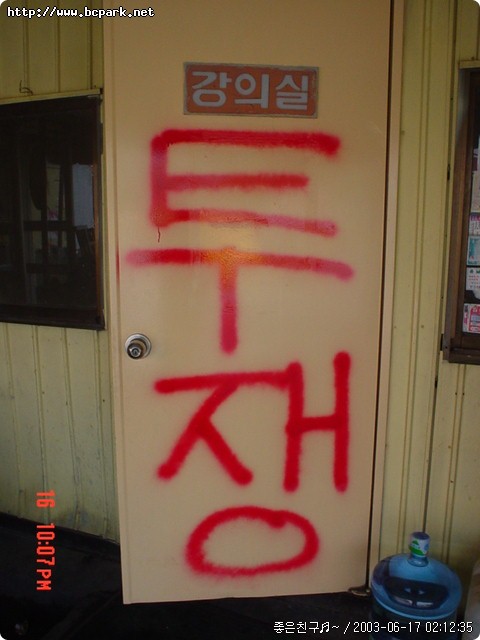 http://www.bcpark.net
강의실
투
쟁
16 10:07PM
좋은친구♬~ / 2003-06-17 02:12:35